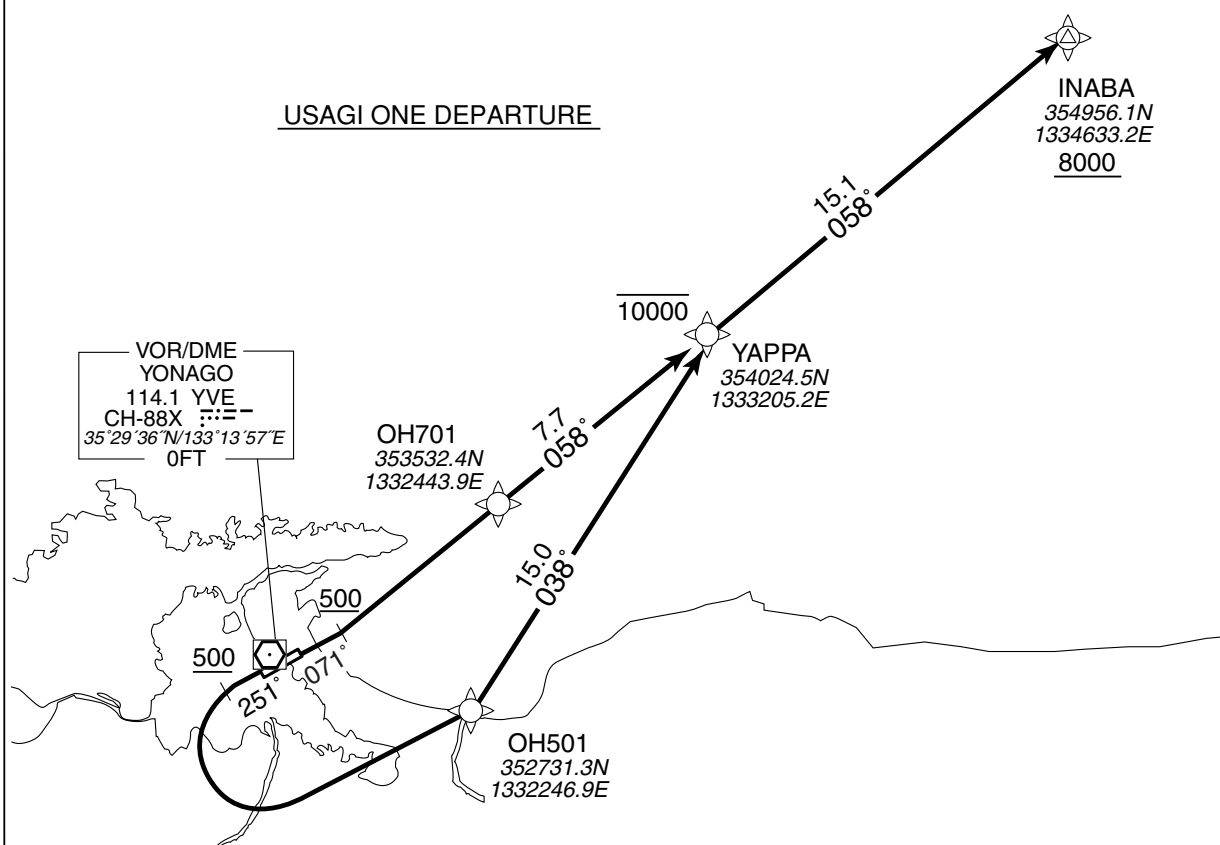 USAGI ONE DEPARTURE
INABA
354956.1N
1334633.2E
8000
15.1
058°
10000
YAPPA
354024.5N
1333205.2E
VOR/DME
YONAGO
114.1 YVE
CH-88X
35°29′36″N/133°13′57″E
0FT
OH701
353532.4N
1332443.9E
7.7
058°
15.0
038°
500
071°
500
251°
OH501
352731.3N
1332246.9E